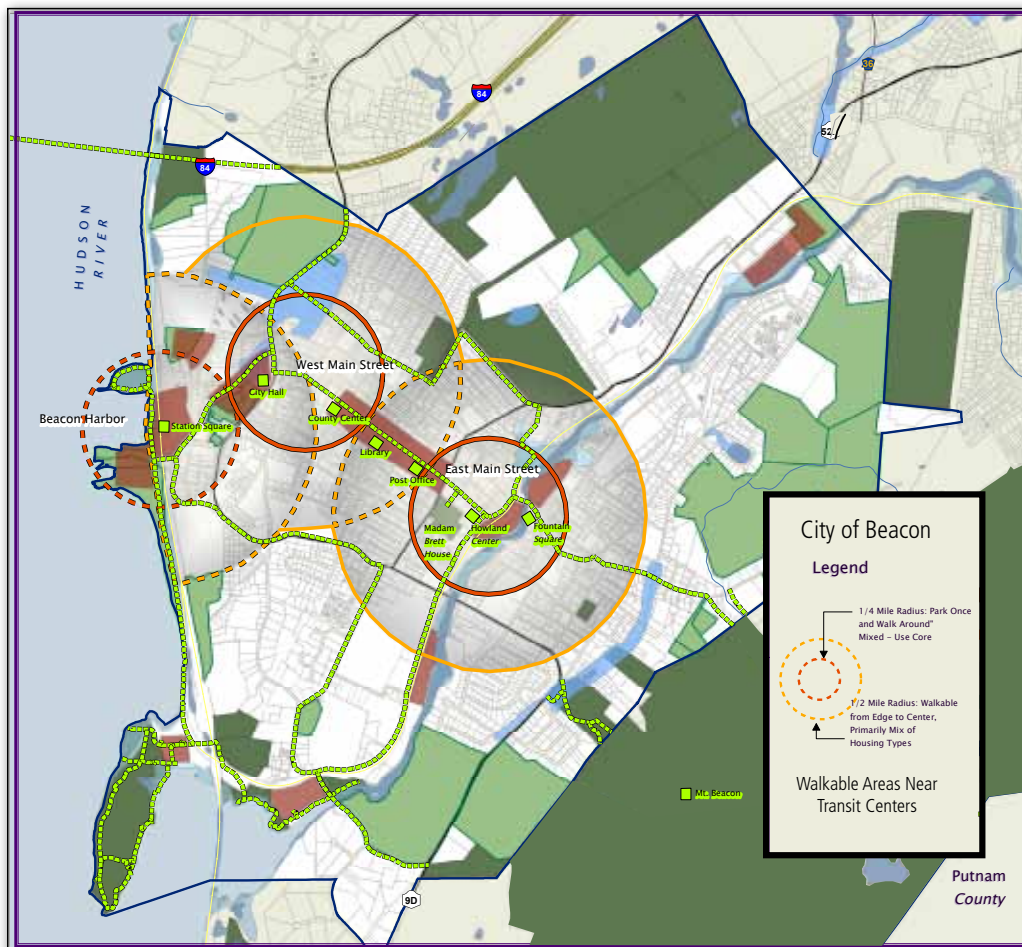 84
36
52
84
HUDSON
RIVER
West Main Street
City Hall
Beacon Harbor
County Center
Station Square
Library
East Main Street
Post Office
Madam
Brett
House
Howland
Center
Fountain
Square
Mt. Beacon
9D
Putnam
County
City of Beacon
Legend
1/4 Mile Radius: Park Once
and Walk Around"
Mixed - Use Core
1/2 Mile Radius: Walkable
from Edge to Center,
Primarily Mix of
Housing Types
Walkable Areas Near
Transit Centers